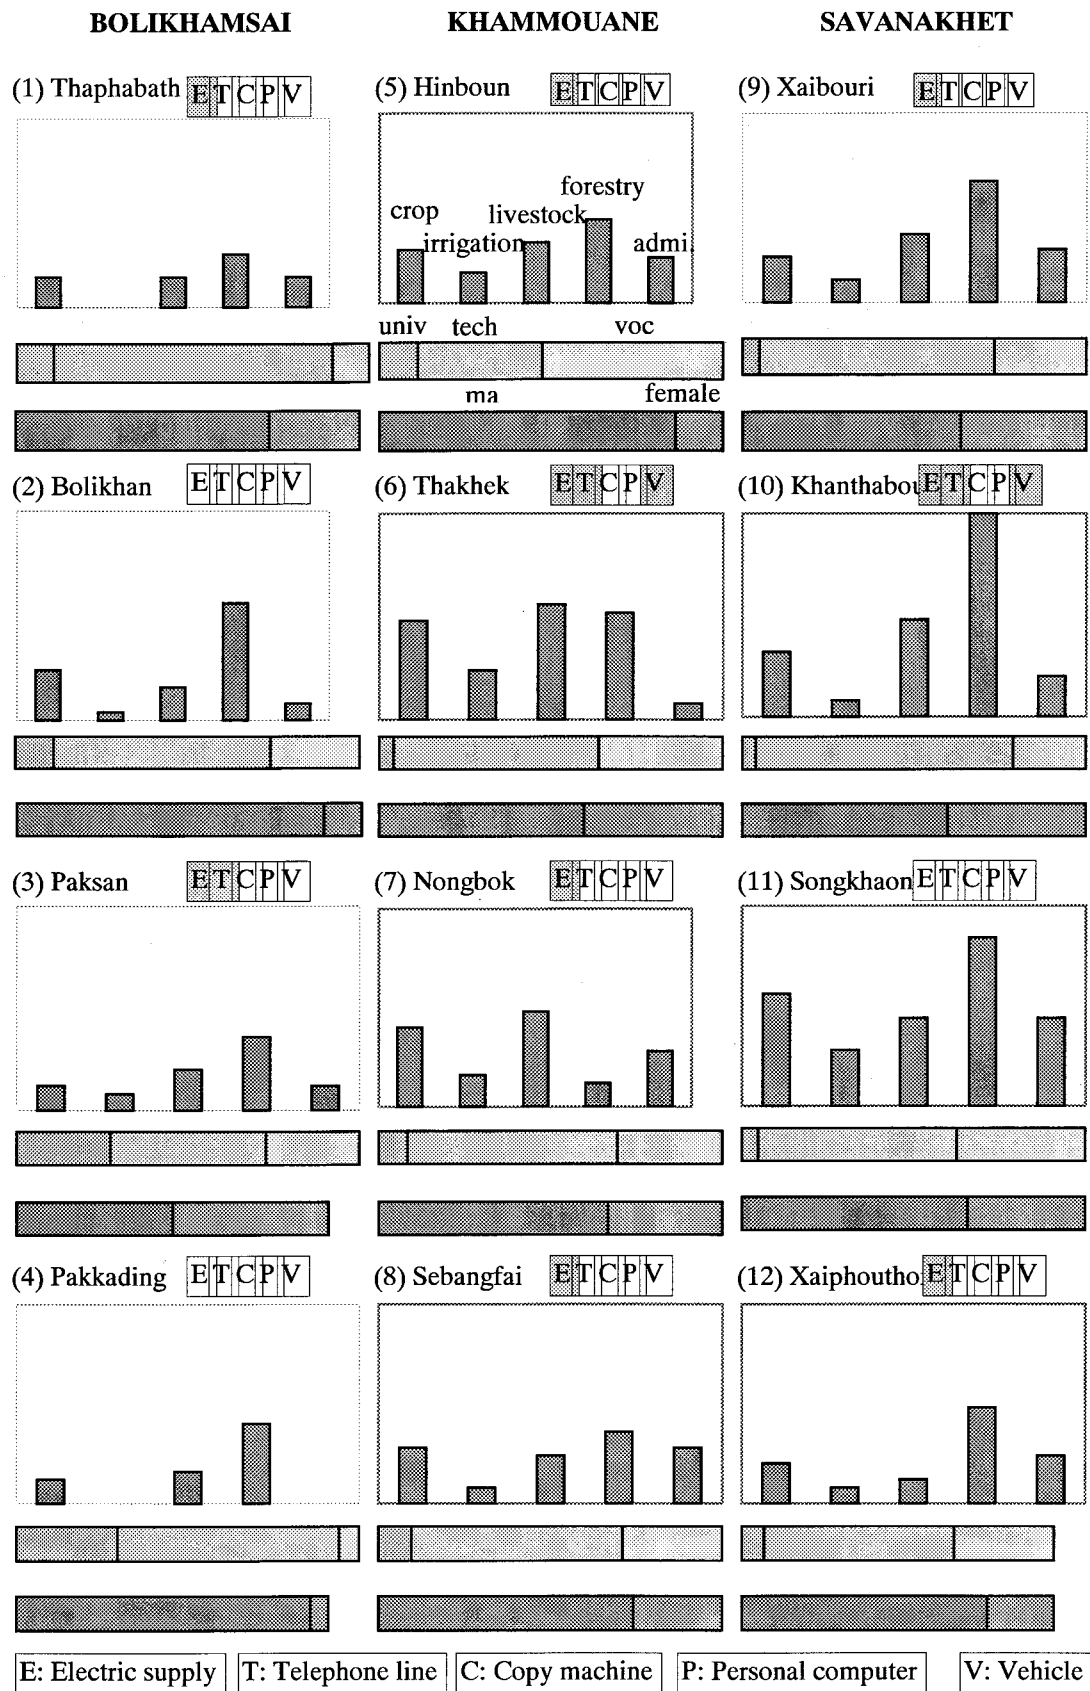 BOLIKHAMSAI KHAMMOUANE SAVANAKHET
(1) Thaphabath E T C P V (5) Hinboun E T C P V (9) Xaibouri E T C P V
forestry
crop livestock
irrigation admi.
univ tech voc
ma female
(2) Bolikhan E T C P V (6) Thakhek E T C P V (10) Khanthabou E T C P V
(3) Paksan E T C P V (7) Nongbok E T C P V (11) Songkhaon E T C P V
(4) Pakkading E T C P V (8) Sebangfai E T C P V (12) Xaiphoutho E T C P V
E: Electric supply T: Telephone line C: Copy machine P: Personal computer V: Vehicle